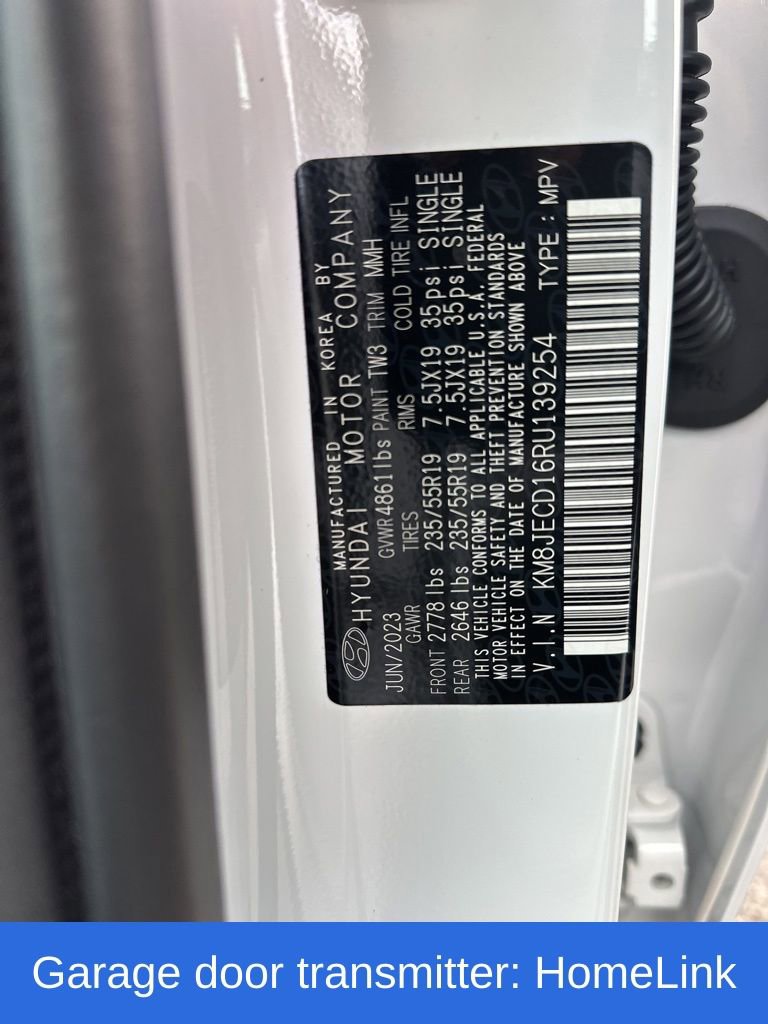 MANUFACTURED IN KOREA BY
HYUNDAI MOTOR COMPANY
JUN/2023 GVWR4861lbs PAINT TW3 TRIM MMH
GAWR TIRES RIMS COLD TIRE INFL
FRONT 2778 lbs 235/55R19 7.5JX19 35psi SINGLE
REAR 2646 lbs 235/55R19 7.5JX19 35psi SINGLE
THIS VEHICLE CONFORMS TO ALL APPLICABLE U.S.A. FEDERAL
MOTOR VEHICLE SAFETY AND THEFT PREVENTION STANDARDS
IN EFFECT ON THE DATE OF MANUFACTURE SHOWN ABOVE
V.I.N KM8JECD16RU139254 TYPE : MPV
Garage door transmitter: HomeLink